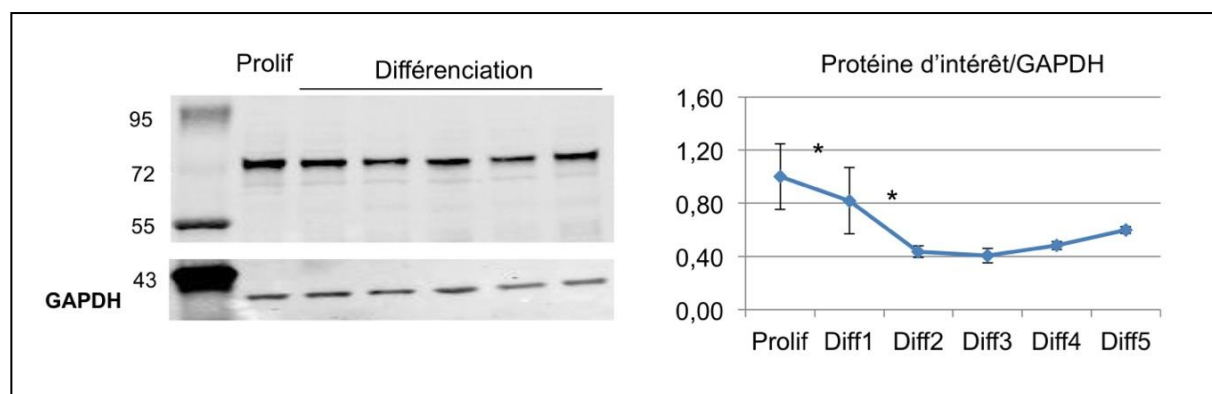 Prolif
Différenciation
95
72
55
43
GAPDH
Protéine d'intérêt/GAPDH
1,60
1,20
0,80
0,40
0,00
*
*
Prolif Diff1 Diff2 Diff3 Diff4 Diff5